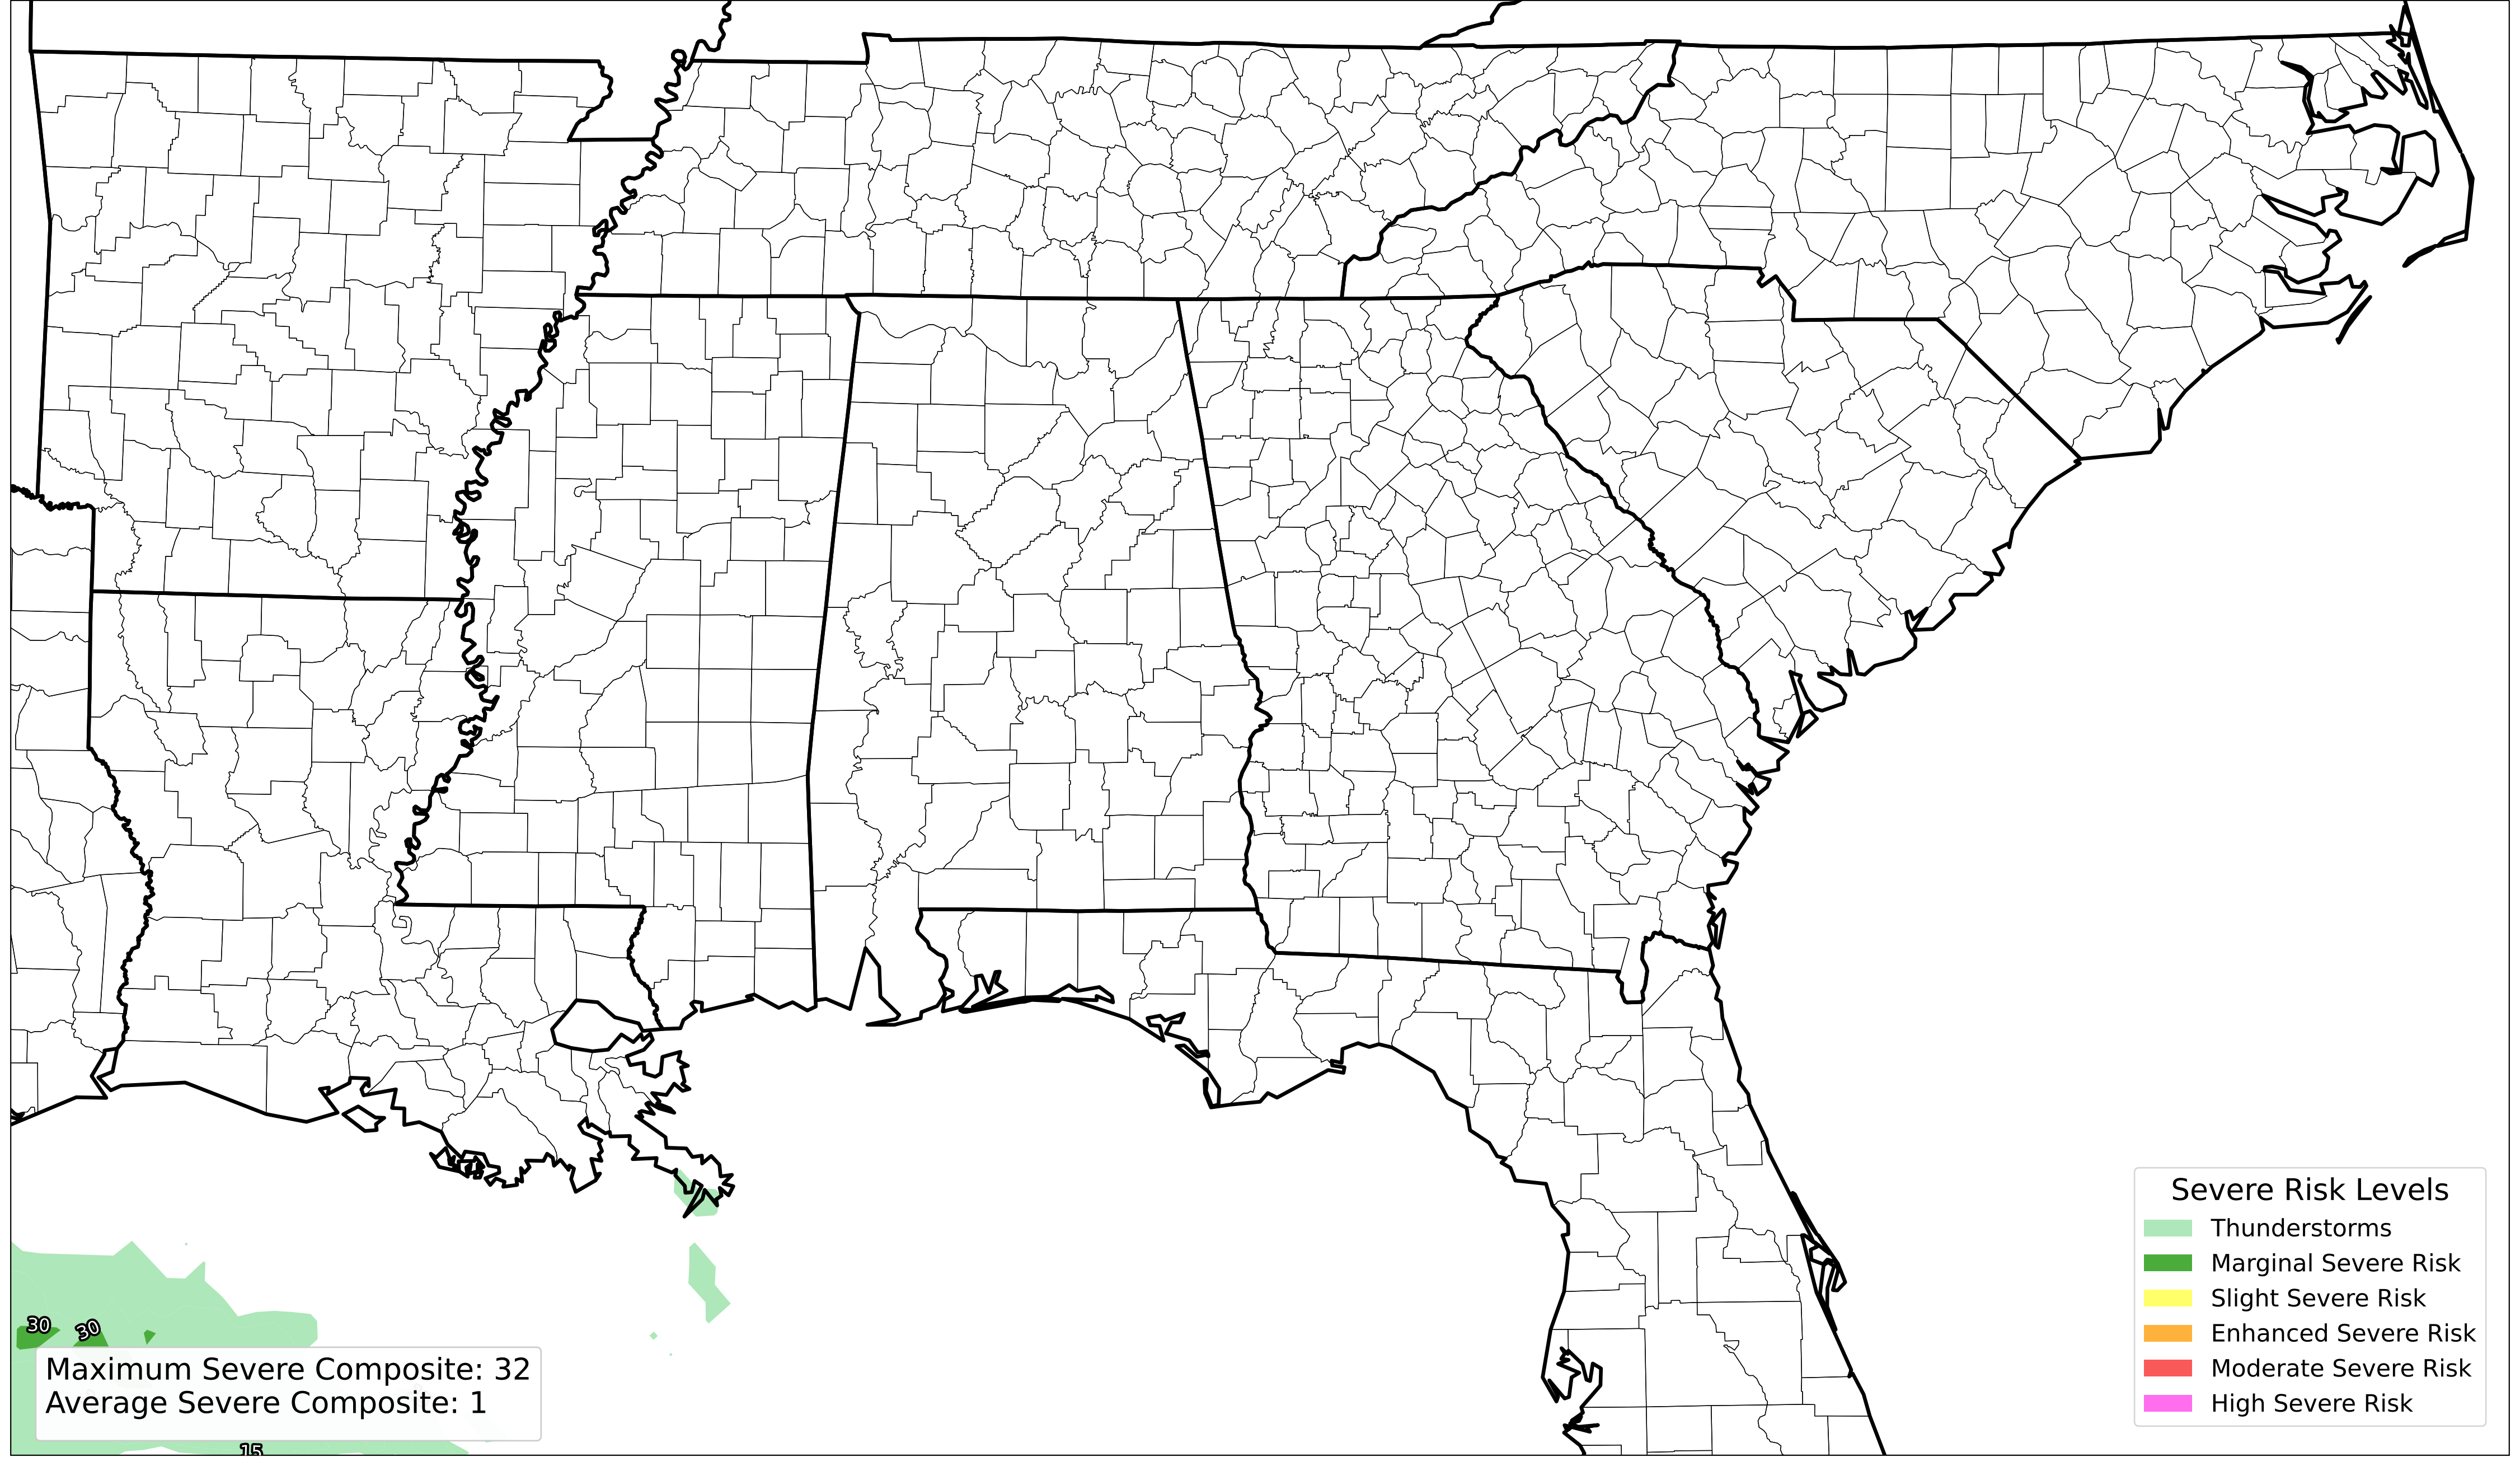 Severe Risk Levels
Thunderstorms
Marginal Severe Risk
Slight Severe Risk
Enhanced Severe Risk
Moderate Severe Risk
High Severe Risk
30
30
Maximum Severe Composite: 32
Average Severe Composite: 1
15